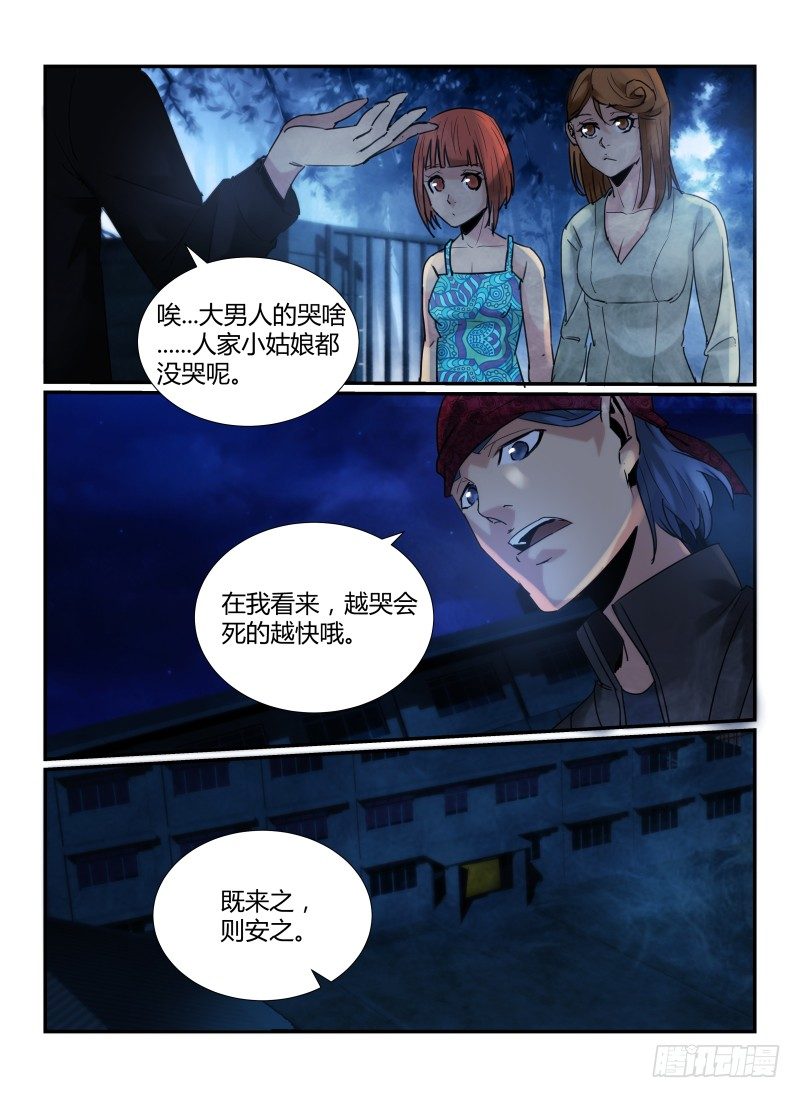 唉...大男人的哭啥
......人家小姑娘都
没哭呢。
在我看来，越哭会
死的越快哦。
既来之，
则安之。
腾讯动漫